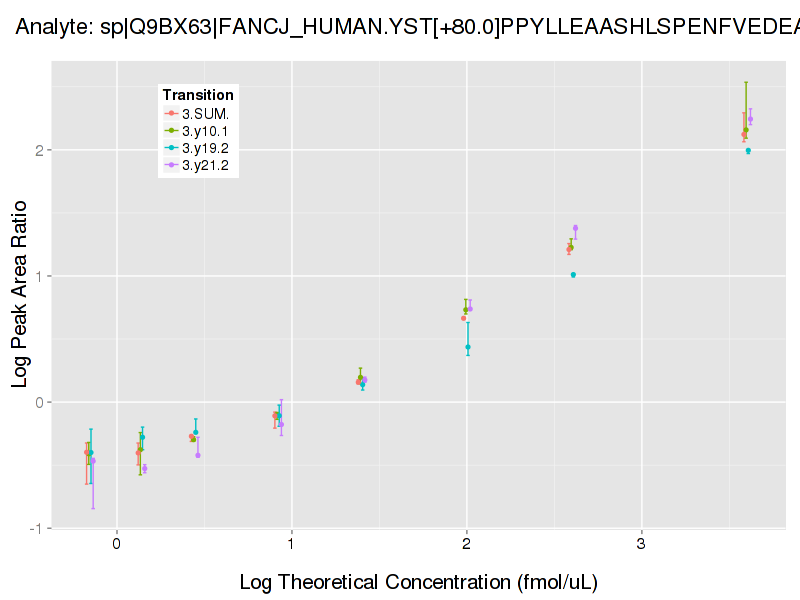 Analyte: sp|Q9BX63|FANCJ_HUMAN.YST[+80.0]PPYLLEAASHLSPENFVEDEA
Transition
3.SUM.
3.y10.1
3.y19.2
3.y21.2
Log Peak Area Ratio
2
1
0
-1
0 1 2 3
Log Theoretical Concentration (fmol/uL)